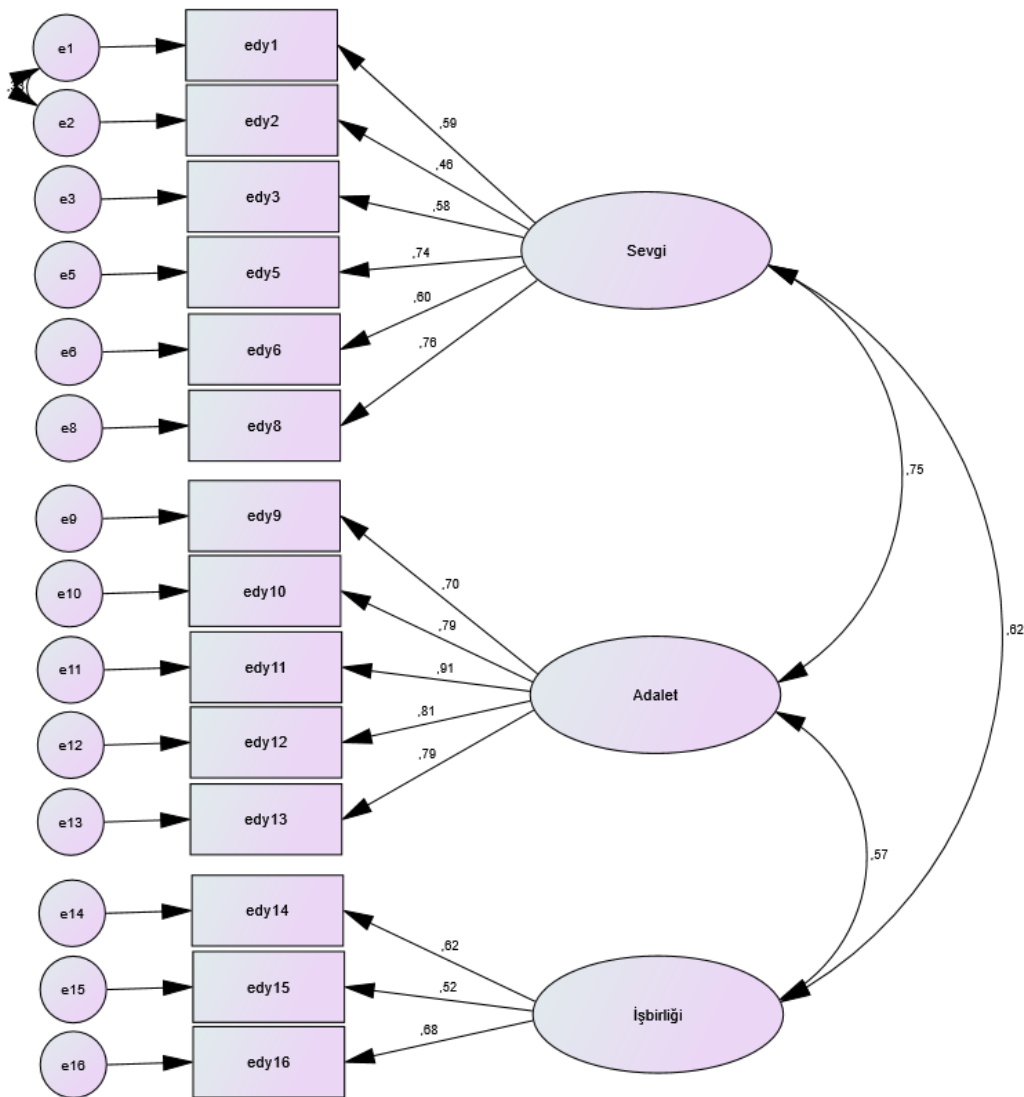 e1
edy1
e2
edy2
e3
edy3
e5
edy5
e6
edy6
e8
edy8
,59
,46
,58
,74
,60
,76
Sevgi
e9
edy9
e10
edy10
e11
edy11
e12
edy12
e13
edy13
,70
,79
,91
,81
,79
Adalet
e14
edy14
e15
edy15
e16
edy16
,62
,52
,68
İşbirliği
,75
,62
,57